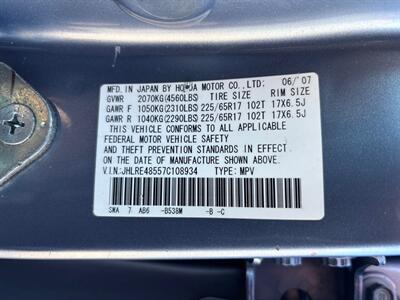 MFD. IN JAPAN BY HONDA MOTOR CO., LTD: 06/'07
GVWR 2070KG(4560LBS) TIRE SIZE RIM SIZE
GAWR F 1050KG(2310LBS) 225/65R17 102T 17X6.5J
GAWR R 1040KG(2290LBS) 225/65R17 102T 17X6.5J
THIS VEHICLE CONFORMS TO ALL APPLICABLE
FEDERAL MOTOR VEHICLE SAFETY
AND THEFT PREVENTION STANDARDS IN EFFECT
ON THE DATE OF MANUFACTURE SHOWN ABOVE.
V.I.N:JHLRE48557C108934 TYPE: MPV
SWA 7 AB6 -B538M -B -C